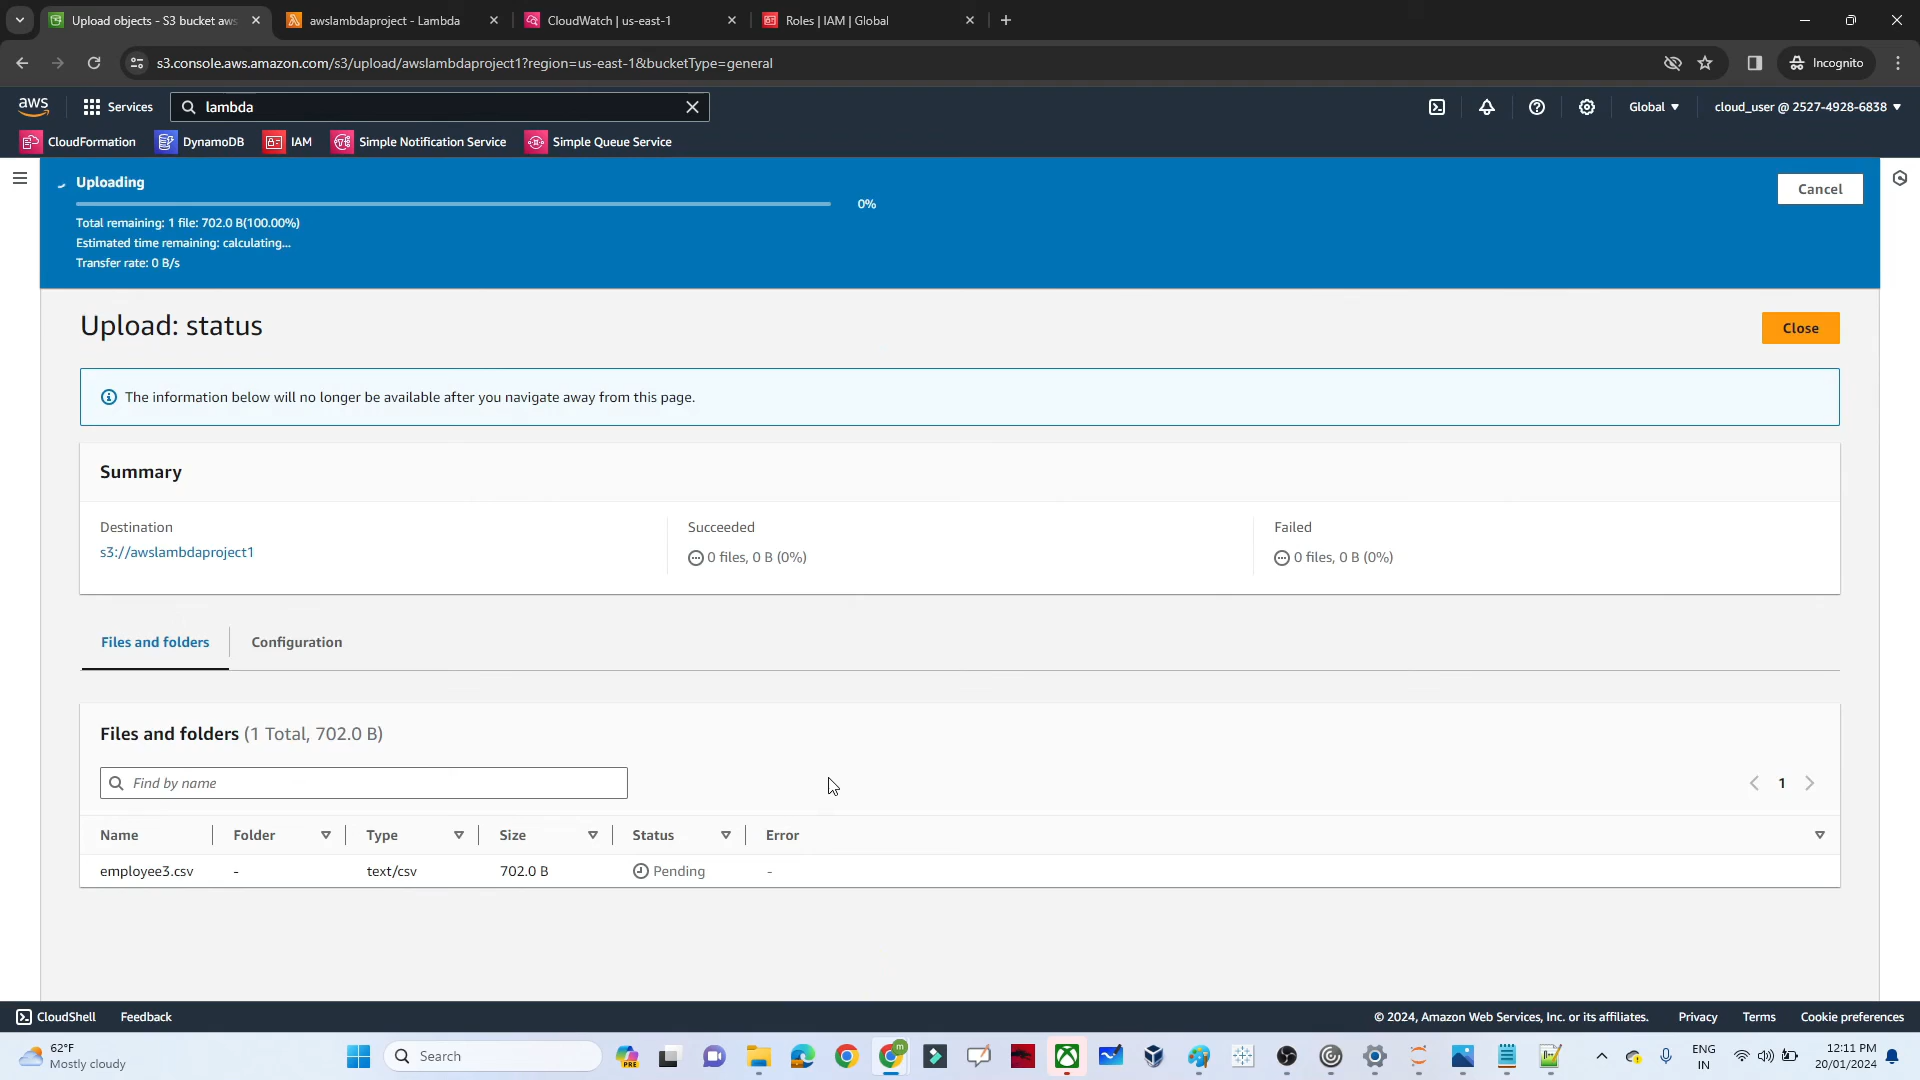 Upload objects - S3 bucket aws
awslambdaproject - Lambda
CloudWatch | us-east-1
Roles | IAM | Global
s3.console.aws.amazon.com/s3/upload/awslambdaproject1?region=us-east-1&bucketType=general
Incognito
aws
Services
lambda
Global
cloud_user @ 2527-4928-6838
CloudFormation
DynamoDB
IAM
Simple Notification Service
Simple Queue Service
Uploading
0%
Cancel
Total remaining: 1 file: 702.0 B(100.00%)
Estimated time remaining: calculating...
Transfer rate: 0 B/s
Upload: status
Close
The information below will no longer be available after you navigate away from this page.
Summary
Destination
s3://awslambdaproject1
Succeeded
0 files, 0 B (0%)
Failed
0 files, 0 B (0%)
Files and folders
Configuration
Files and folders (1 Total, 702.0 B)
Find by name
1
Name Folder Type Size Status Error
employee3.csv - text/csv 702.0 B Pending -
CloudShell
Feedback
© 2024, Amazon Web Services, Inc. or its affiliates.
Privacy
Terms
Cookie preferences
62°F
Mostly cloudy
Search
PRE
m
ENG
IN
12:11 PM
20/01/2024